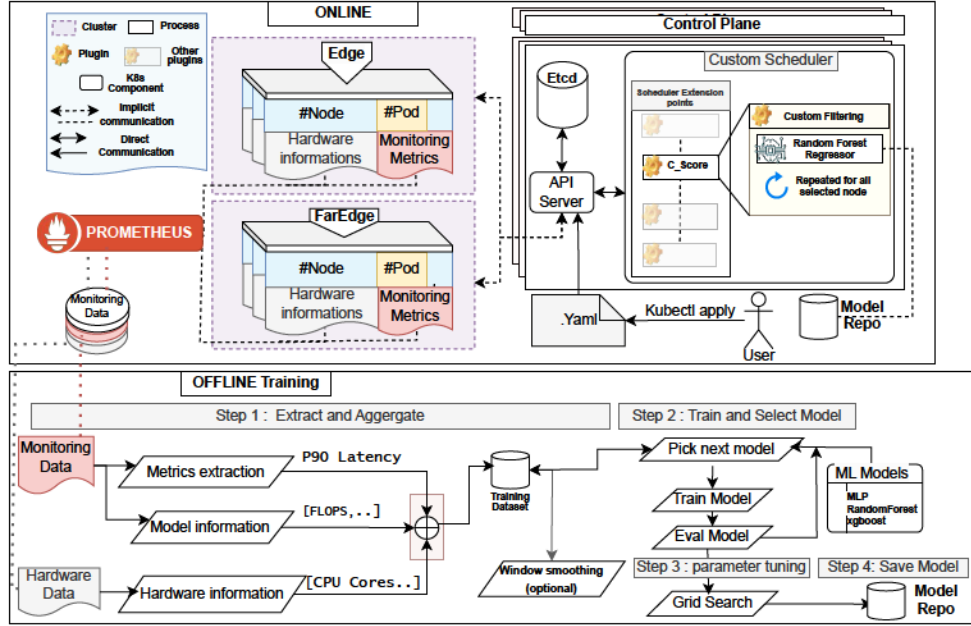 ONLINE
Control Plane
Cluster
Process
Plugin
Other
plugins
K8s
Component
Implicit
communication
Direct
Communication
Edge
#Node
#Pod
Hardware
informations
Monitoring
Metrics
FarEdge
#Node
#Pod
Hardware
informations
Monitoring
Metrics
PROMETHEUS
Monitoring
Data
Etcd
API
Server
Custom Scheduler
Scheduler Extension
points
C_Score
Custom Filtering
Random Forest
Regressor
Repeated for all
selected node
.Yaml
Kubectl apply
User
Model
Repo
OFFLINE Training
Step 1 : Extract and Aggergate
Step 2 : Train and Select Model
Monitoring
Data
Metrics extraction
P90 Latency
Model information
[FLOPS,..]
Hardware
Data
Hardware information
[CPU Cores..]
Training
Dataset
Window smoothing
(optional)
Pick next model
Train Model
Eval Model
ML Models
MLP
RandomForest
xgboost
Step 3 : parameter tuning
Step 4: Save Model
Grid Search
Model
Repo